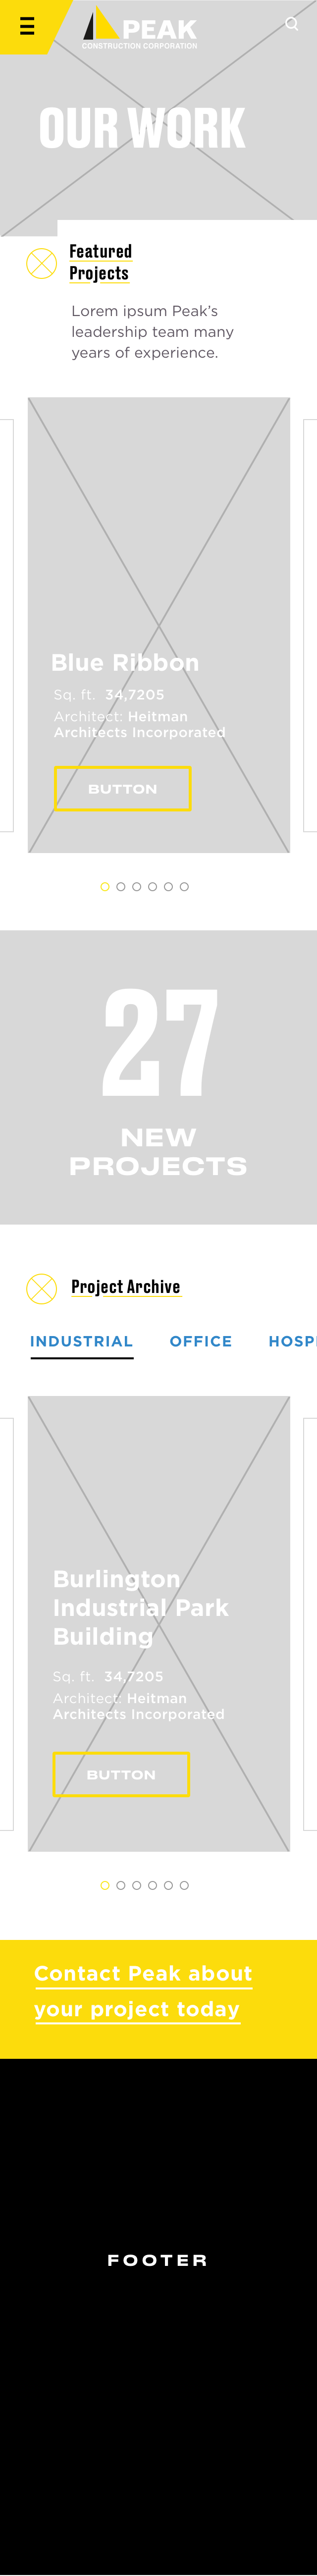 PEAK
CONSTRUCTION CORPORATION
OUR WORK
Featured
Projects
Lorem ipsum Peak's
leadership team many
years of experience.
Blue Ribbon
Sq. ft. 34,7205
Architect: Heitman
Architects Incorporated
BUTTON
27
NEW
PROJECTS
Project Archive
INDUSTRIAL OFFICE HOSPI
Burlington
Industrial Park
Building
Sq. ft. 34,7205
Architect: Heitman
Architects Incorporated
BUTTON
Contact Peak about
your project today
FOOTER